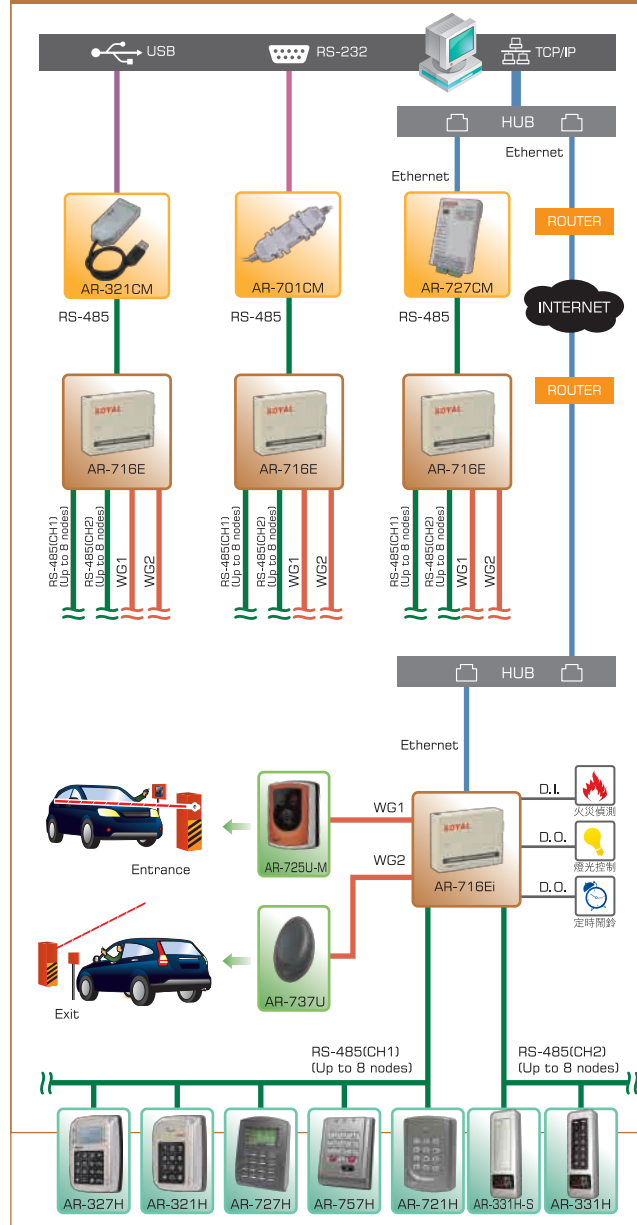 USB
RS-232
TCP/IP
HUB
Ethernet
Ethernet
AR-321CM
AR-701CM
AR-727CM
ROUTER
INTERNET
ROUTER
RS-485
RS-485
RS-485
SOYAL
SOYAL
SOYAL
AR-716E
AR-716E
AR-716E
RS-485(CH1)
(Up to 8 nodes)
RS-485(CH2)
(Up to 8 nodes)
WG1
WG2
RS-485(CH1)
(Up to 8 nodes)
RS-485(CH2)
(Up to 8 nodes)
WG1
WG2
RS-485(CH1)
(Up to 8 nodes)
RS-485(CH2)
(Up to 8 nodes)
WG1
WG2
HUB
Ethernet
WG1
WG2
AR-725U-M
Entrance
SOYAL
AR-716Ei
D.I.
火災偵測
D.O.
燈光控制
D.O.
定時鬧鈴
AR-737U
Exit
RS-485(CH1)
(Up to 8 nodes)
RS-485(CH2)
(Up to 8 nodes)
AR-327H
AR-321H
AR-727H
AR-757H
AR-721H
AR-331H-S
AR-331H